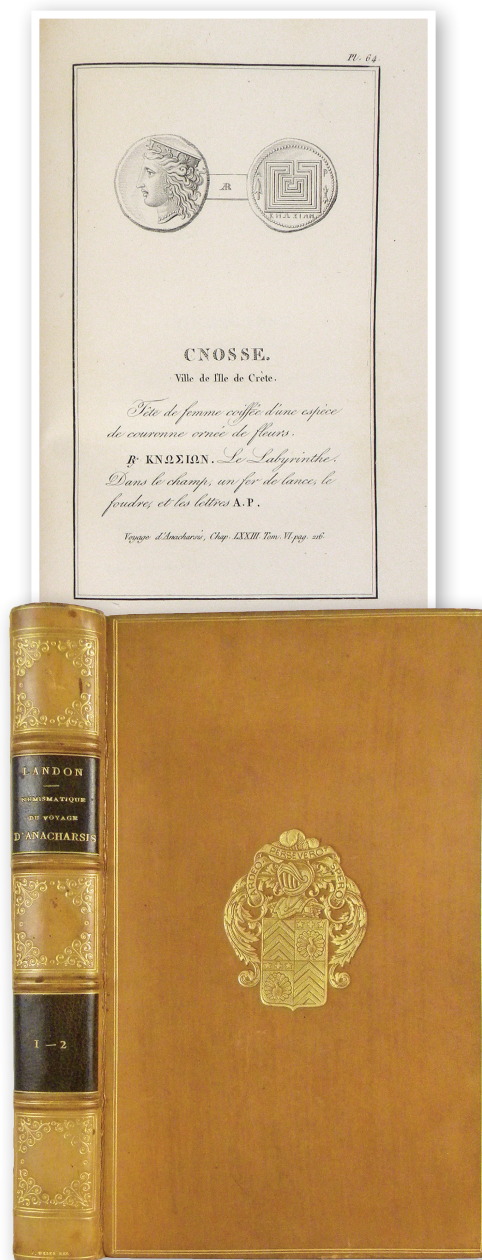 Pl. 64.
AR
ΚΝΩΣΙΩΝ
CNOSSE.
Ville de l'Ile de Crète.
Tête de femme coiffée d'une espèce
de couronne ornée de fleurs.
R. ΚΝΩΣΙΩΝ. Le Labyrinthe.
Dans le champ, un fer de lance, le
foudre, et les lettres A.P.
Voyage d'Anacharsis, Chap. LXXIII. Tom. VI. pag. 216.
LANDON
NUMISMATIQUE
DU VOYAGE
D'ANACHARSIS
1—2
PERSEVERO